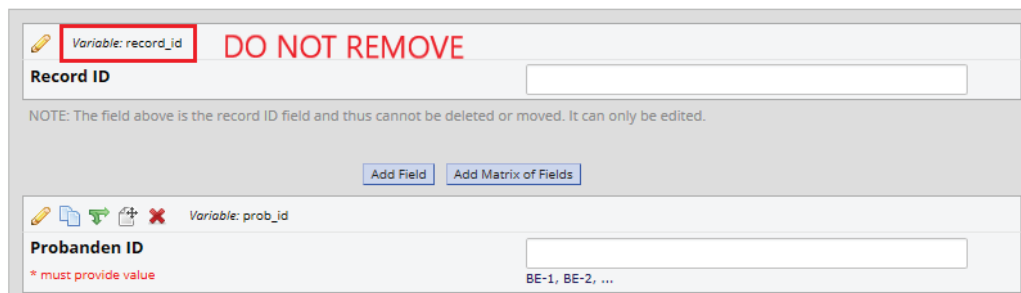 Variable: record_id DO NOT REMOVE
Record ID
NOTE: The field above is the record ID field and thus cannot be deleted or moved. It can only be edited.
Add Field Add Matrix of Fields
Variable: prob_id
Probanden ID
* must provide value
BE-1, BE-2, ...